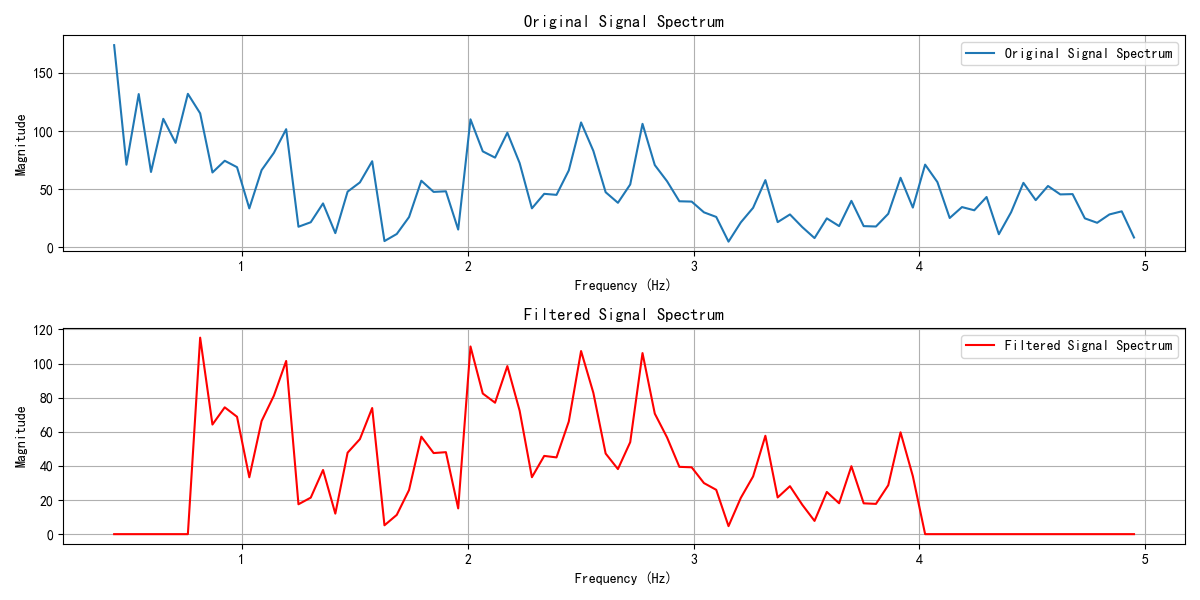 Original Signal Spectrum
Original Signal Spectrum
Magnitude
150
100
50
0
1 2 3 4 5
Frequency (Hz)
Filtered Signal Spectrum
Filtered Signal Spectrum
Magnitude
120
100
80
60
40
20
0
1 2 3 4 5
Frequency (Hz)